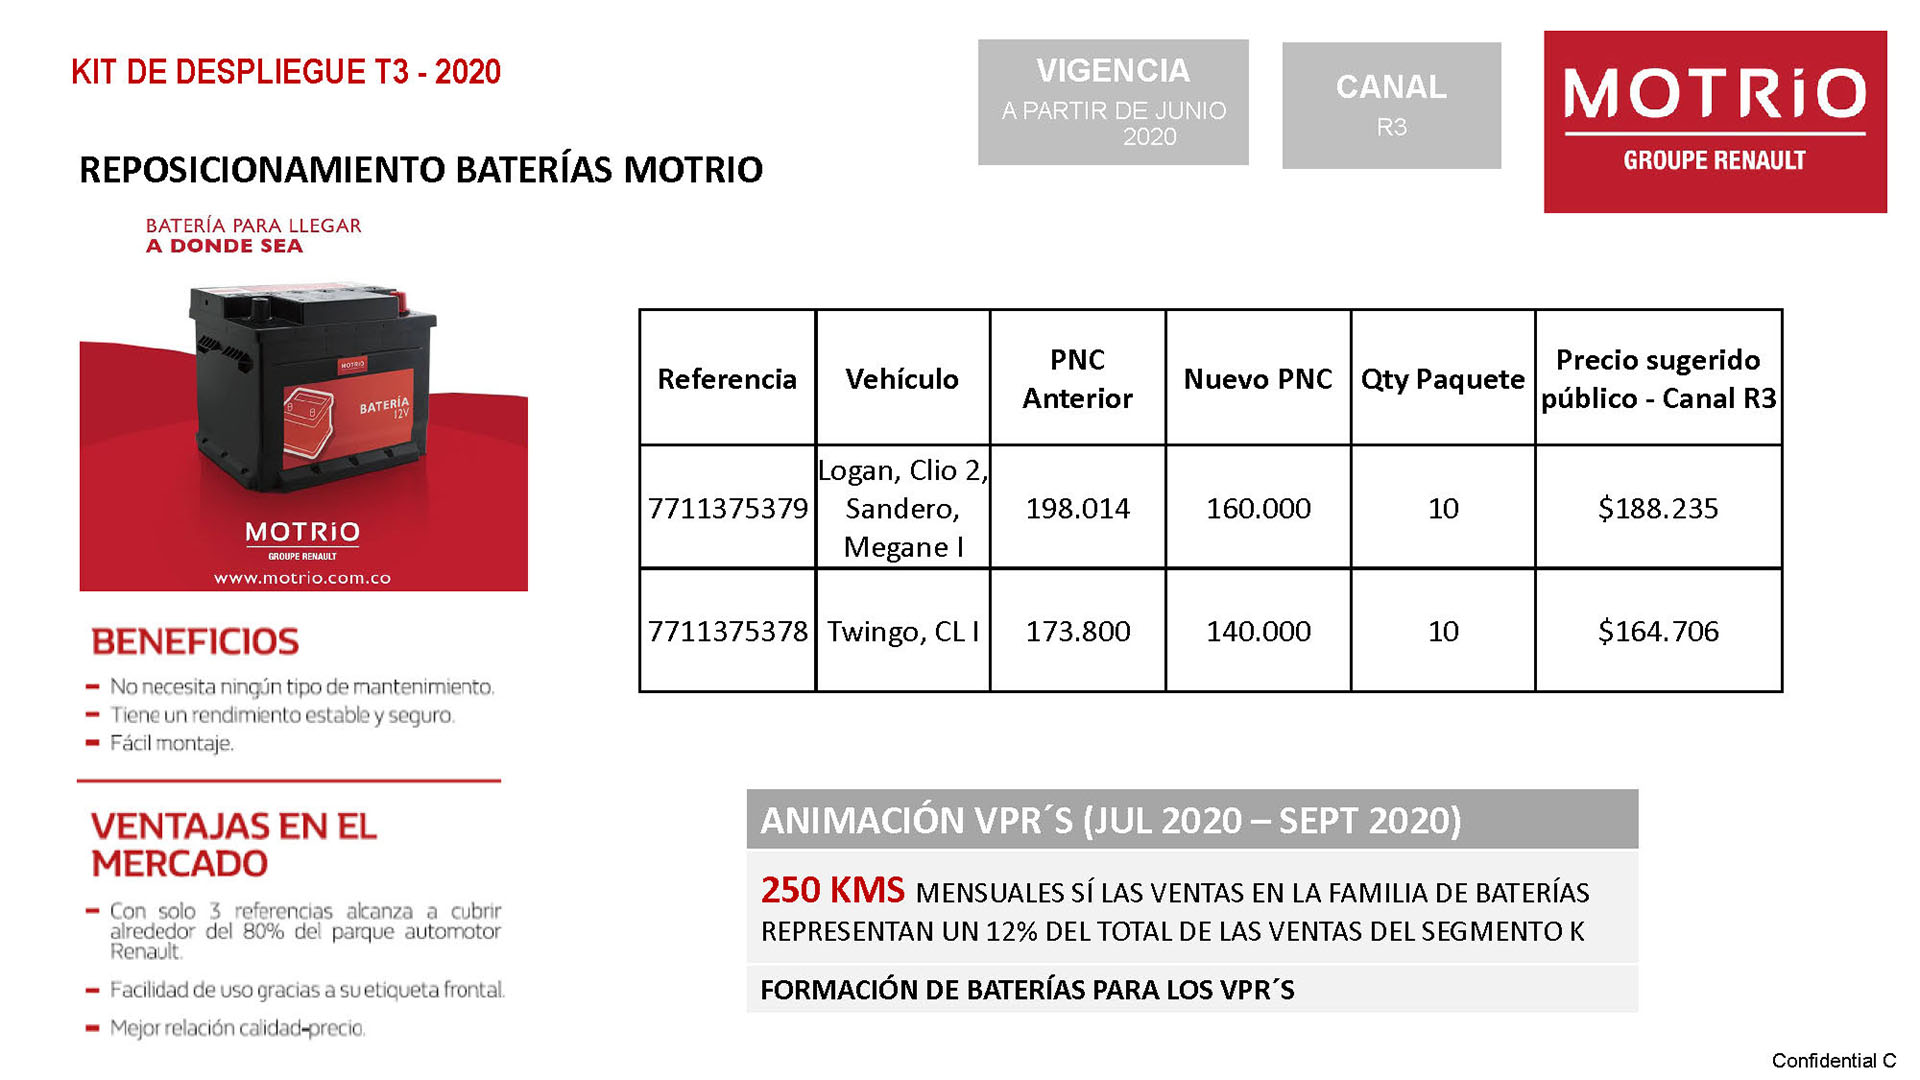 KIT DE DESPLIEGUE T3 - 2020
VIGENCIA
A PARTIR DE JUNIO
2020
CANAL
R3
MOTRiO
GROUPE RENAULT
REPOSICIONAMIENTO BATERÍAS MOTRIO
BATERÍA PARA LLEGAR
A DONDE SEA
MOTRiO
BATERÍA
12V
MOTRiO
GROUPE RENAULT
www.motrio.com.co
BENEFICIOS
- No necesita ningún tipo de mantenimiento.
- Tiene un rendimiento estable y seguro.
- Fácil montaje.
VENTAJAS EN EL
MERCADO
- Con solo 3 referencias alcanza a cubrir
alrededor del 80% del parque automotor
Renault.
- Facilidad de uso gracias a su etiqueta frontal.
- Mejor relación calidad-precio.
Referencia Vehículo PNC Anterior Nuevo PNC Qty Paquete Precio sugerido público - Canal R3
7711375379 Logan, Clio 2, Sandero, Megane I 198.014 160.000 10 $188.235
7711375378 Twingo, CL I 173.800 140.000 10 $164.706
ANIMACIÓN VPR´S (JUL 2020 – SEPT 2020)
250 KMS MENSUALES SÍ LAS VENTAS EN LA FAMILIA DE BATERÍAS
REPRESENTAN UN 12% DEL TOTAL DE LAS VENTAS DEL SEGMENTO K
FORMACIÓN DE BATERÍAS PARA LOS VPR´S
Confidential C